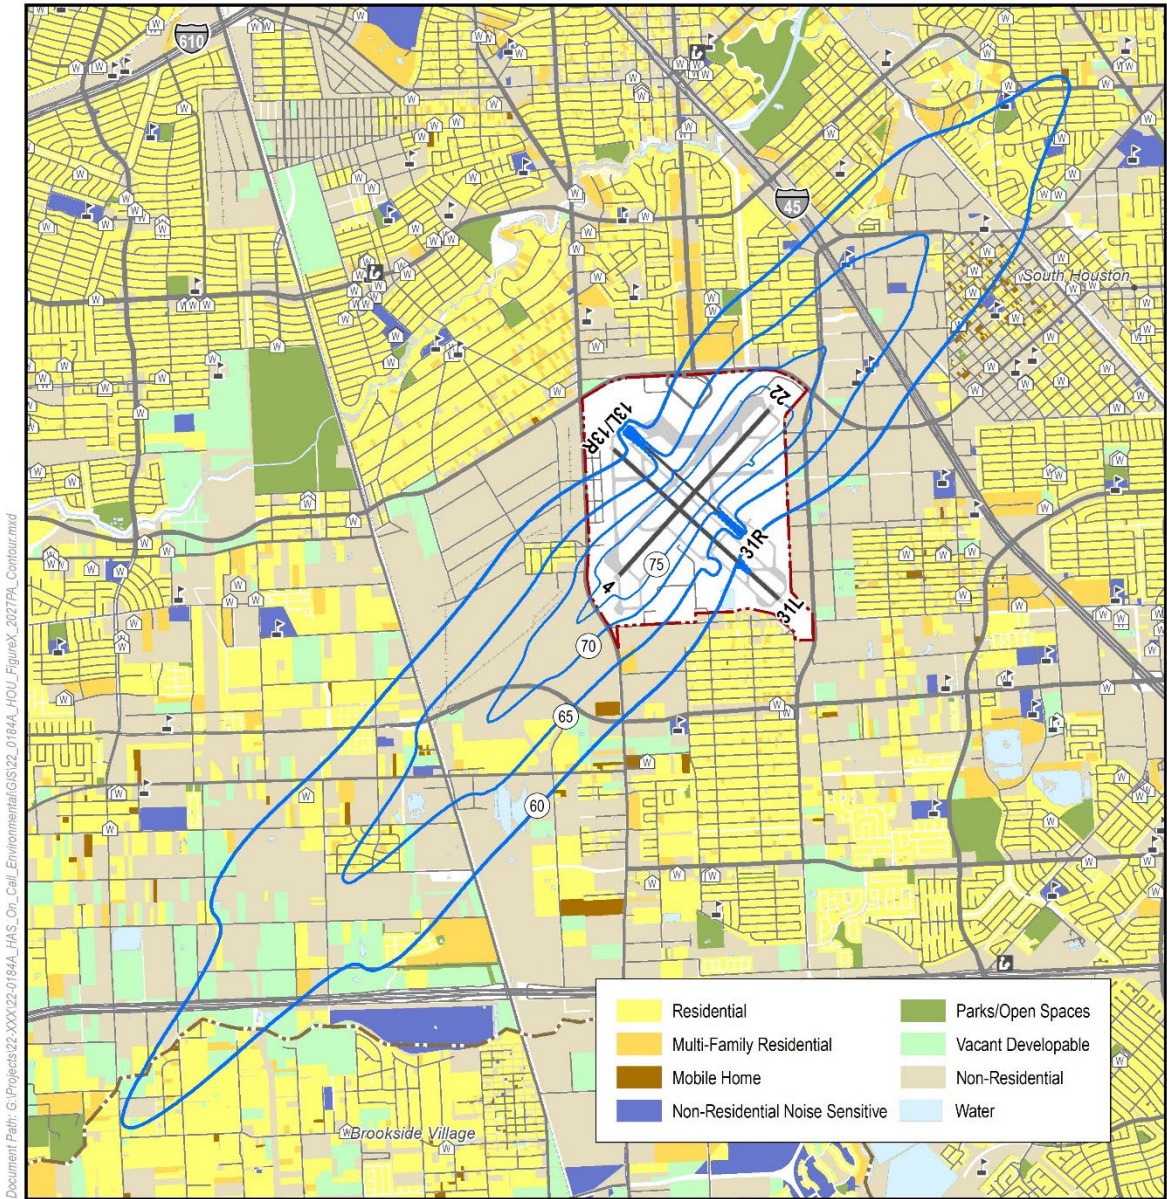 610
45
South Houston
22
13L/13R
31R
31L
4
75
70
65
60
Brookside Village
Residential
Multi-Family Residential
Mobile Home
Non-Residential Noise Sensitive
Parks/Open Spaces
Vacant Developable
Non-Residential
Water
Document Path: G:\Projects\22-XXX\22-0184A_HAS_On_Call_Environmental\GIS\22_0184A_HOU_FigureX_2027PA_Contour.mxd